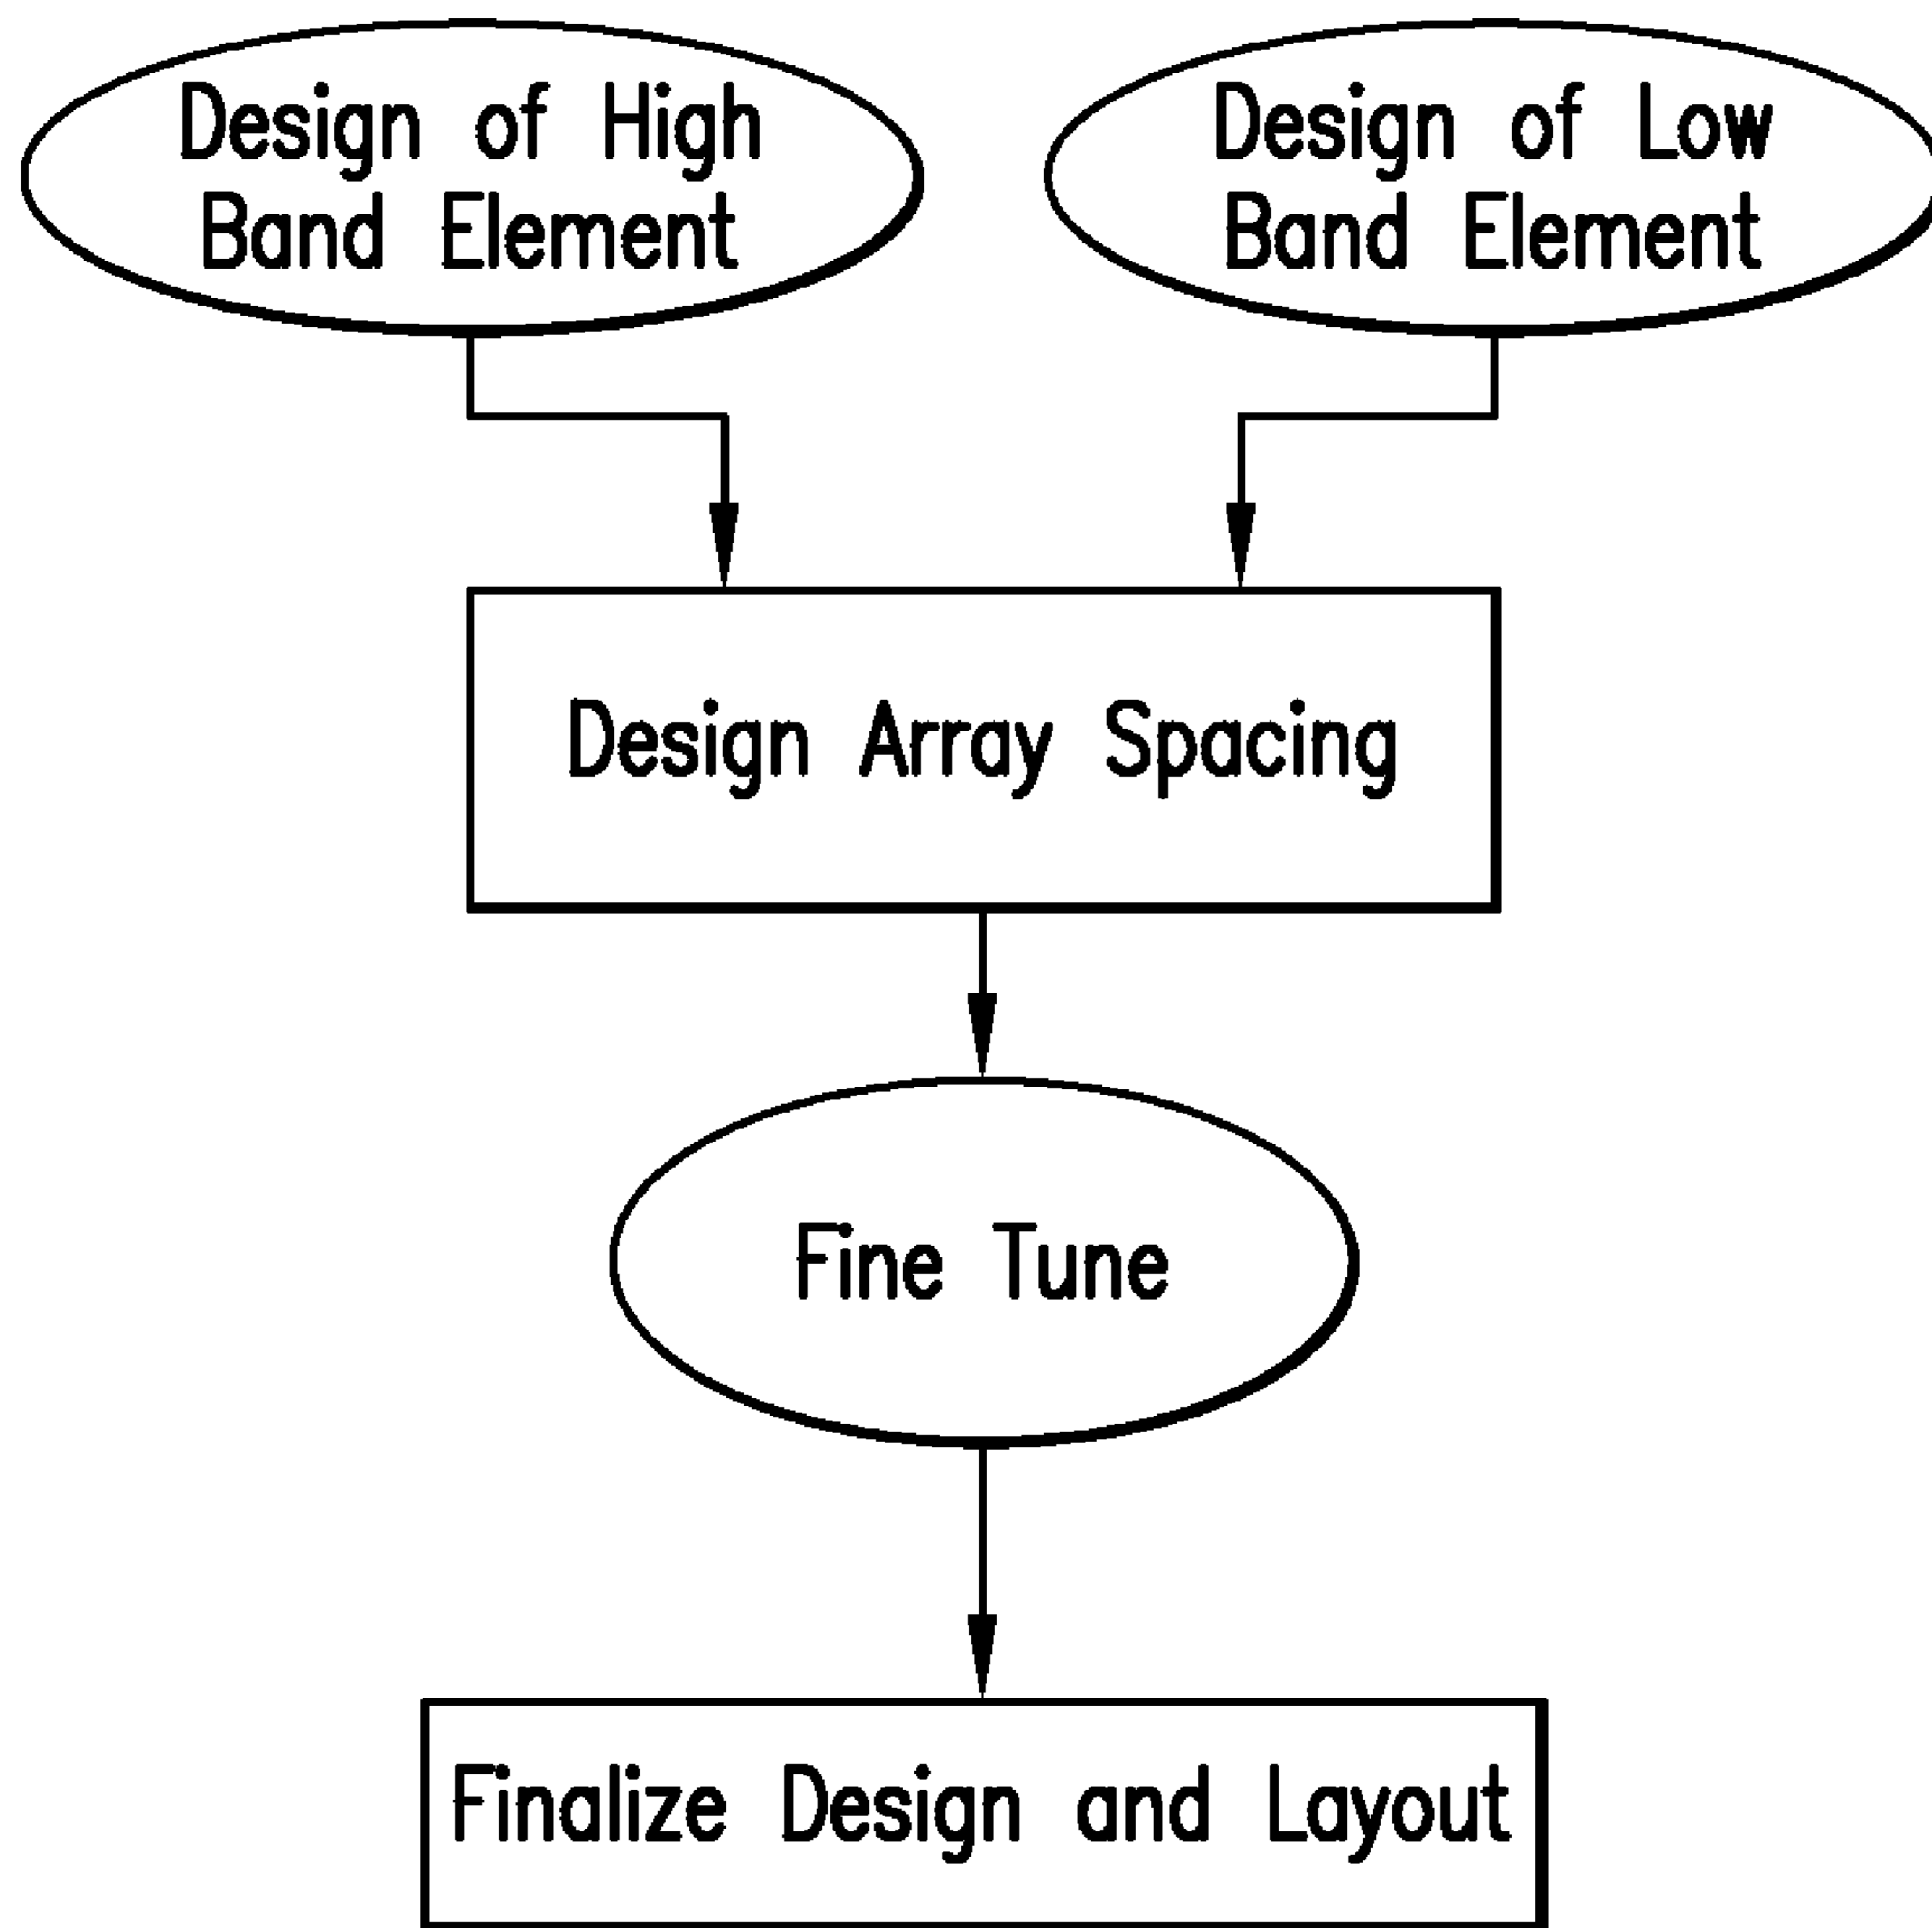 Design of High
Band Element
Design of Low
Band Element
Design Array Spacing
Fine Tune
Finalize Design and Layout